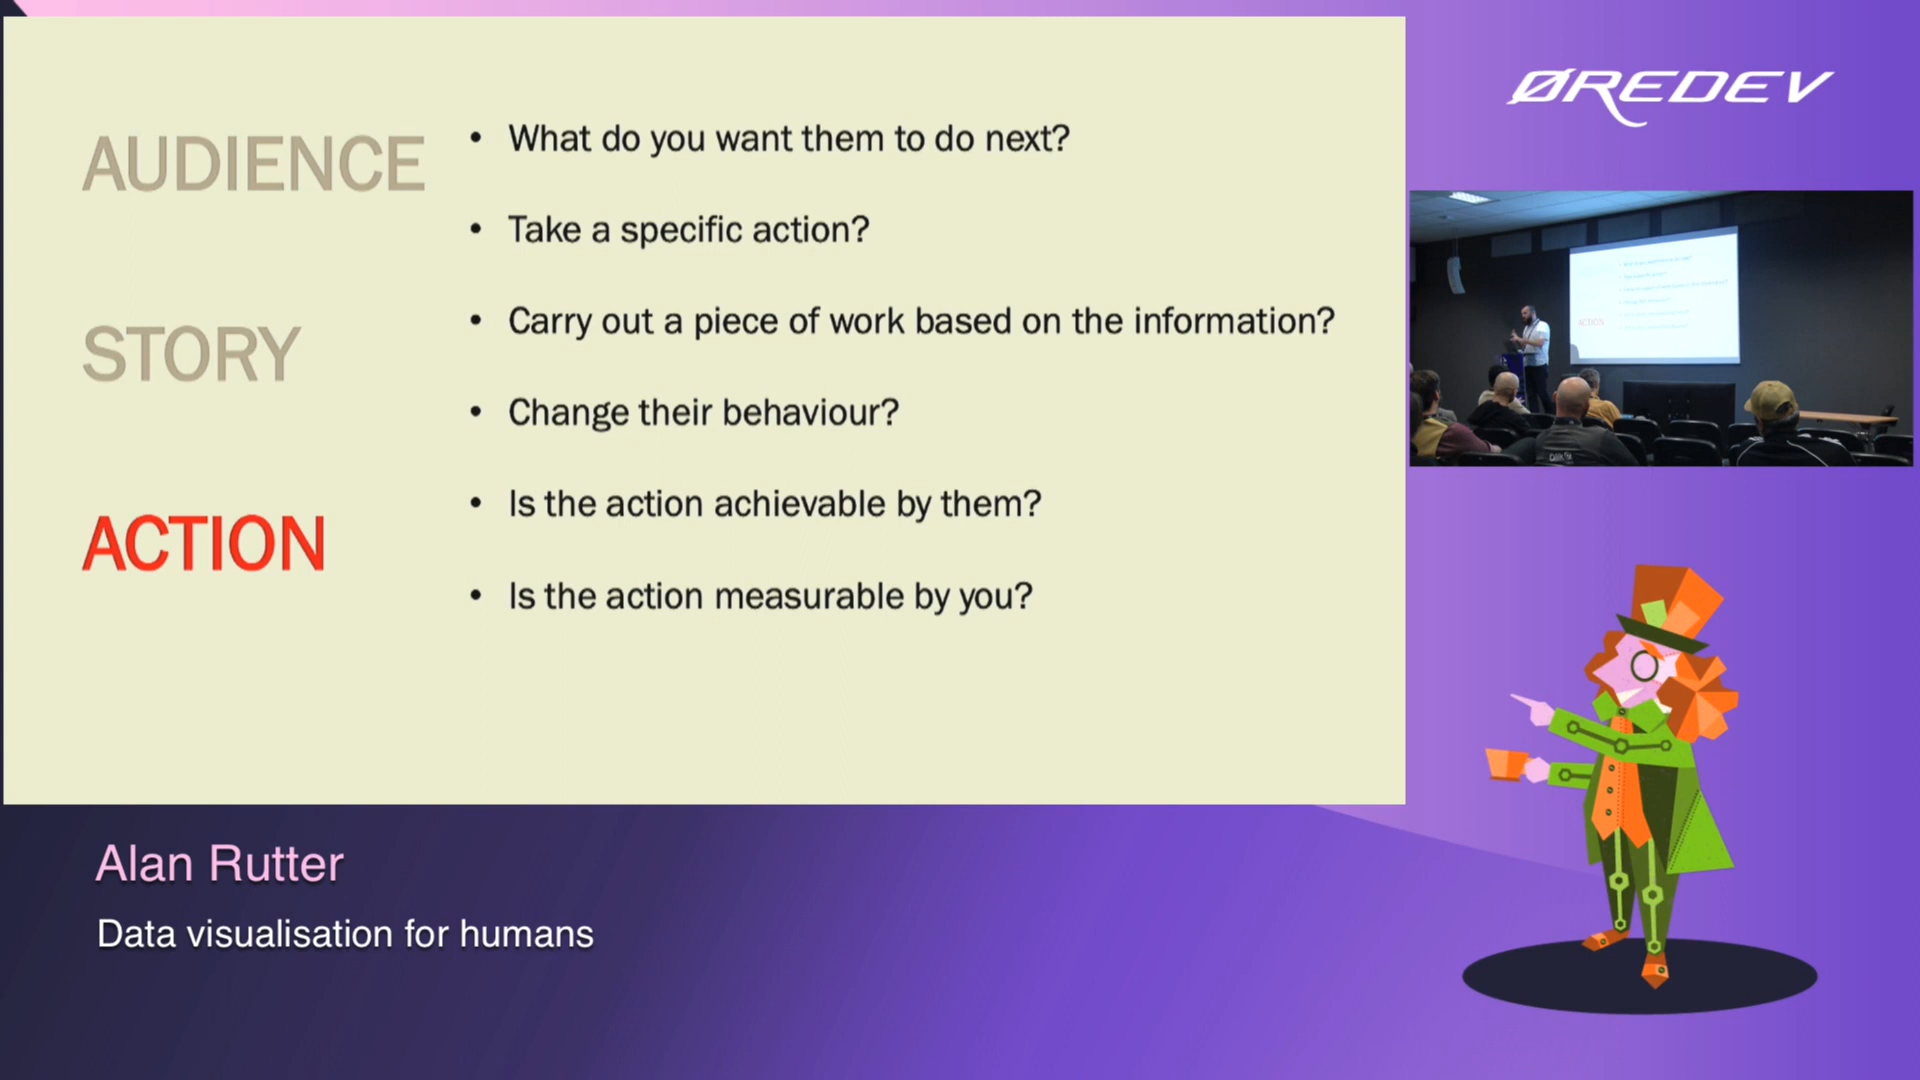 AUDIENCE
STORY
ACTION
• What do you want them to do next?
• Take a specific action?
• Carry out a piece of work based on the information?
• Change their behaviour?
• Is the action achievable by them?
• Is the action measurable by you?
ØREDEV
ACTION
Alan Rutter
Data visualisation for humans